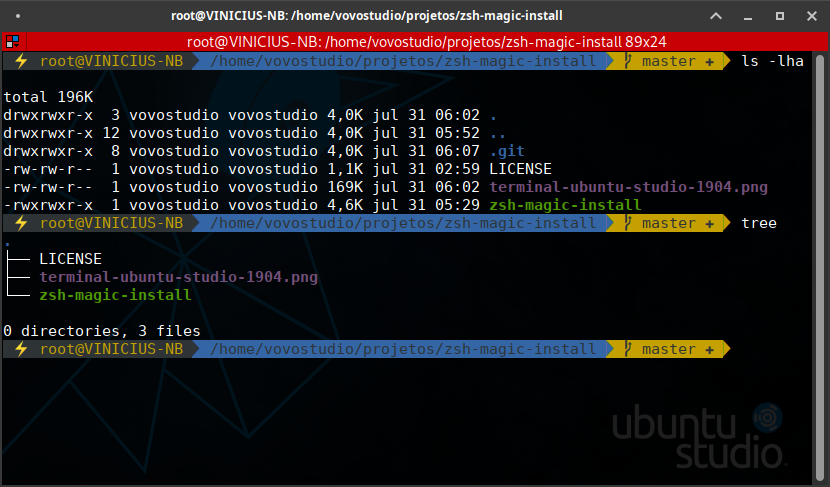 root@VINICIUS-NB: /home/vovostudio/projetos/zsh-magic-install
root@VINICIUS-NB: /home/vovostudio/projetos/zsh-magic-install 89x24
⚡ root@VINICIUS-NB /home/vovostudio/projetos/zsh-magic-install master + ls -lha
total 196K
drwxrwxr-x  3 vovostudio vovostudio 4,0K jul 31 06:02 .
drwxrwxr-x 12 vovostudio vovostudio 4,0K jul 31 05:52 ..
drwxrwxr-x  8 vovostudio vovostudio 4,0K jul 31 06:07 .git
-rw-rw-r--  1 vovostudio vovostudio 1,1K jul 31 02:59 LICENSE
-rw-rw-r--  1 vovostudio vovostudio 169K jul 31 06:02 terminal-ubuntu-studio-1904.png
-rwxrwxr-x  1 vovostudio vovostudio 4,6K jul 31 05:29 zsh-magic-install
⚡ root@VINICIUS-NB /home/vovostudio/projetos/zsh-magic-install master + tree
.
├── LICENSE
├── terminal-ubuntu-studio-1904.png
└── zsh-magic-install
0 directories, 3 files
⚡ root@VINICIUS-NB /home/vovostudio/projetos/zsh-magic-install master +
ubuntu
studio